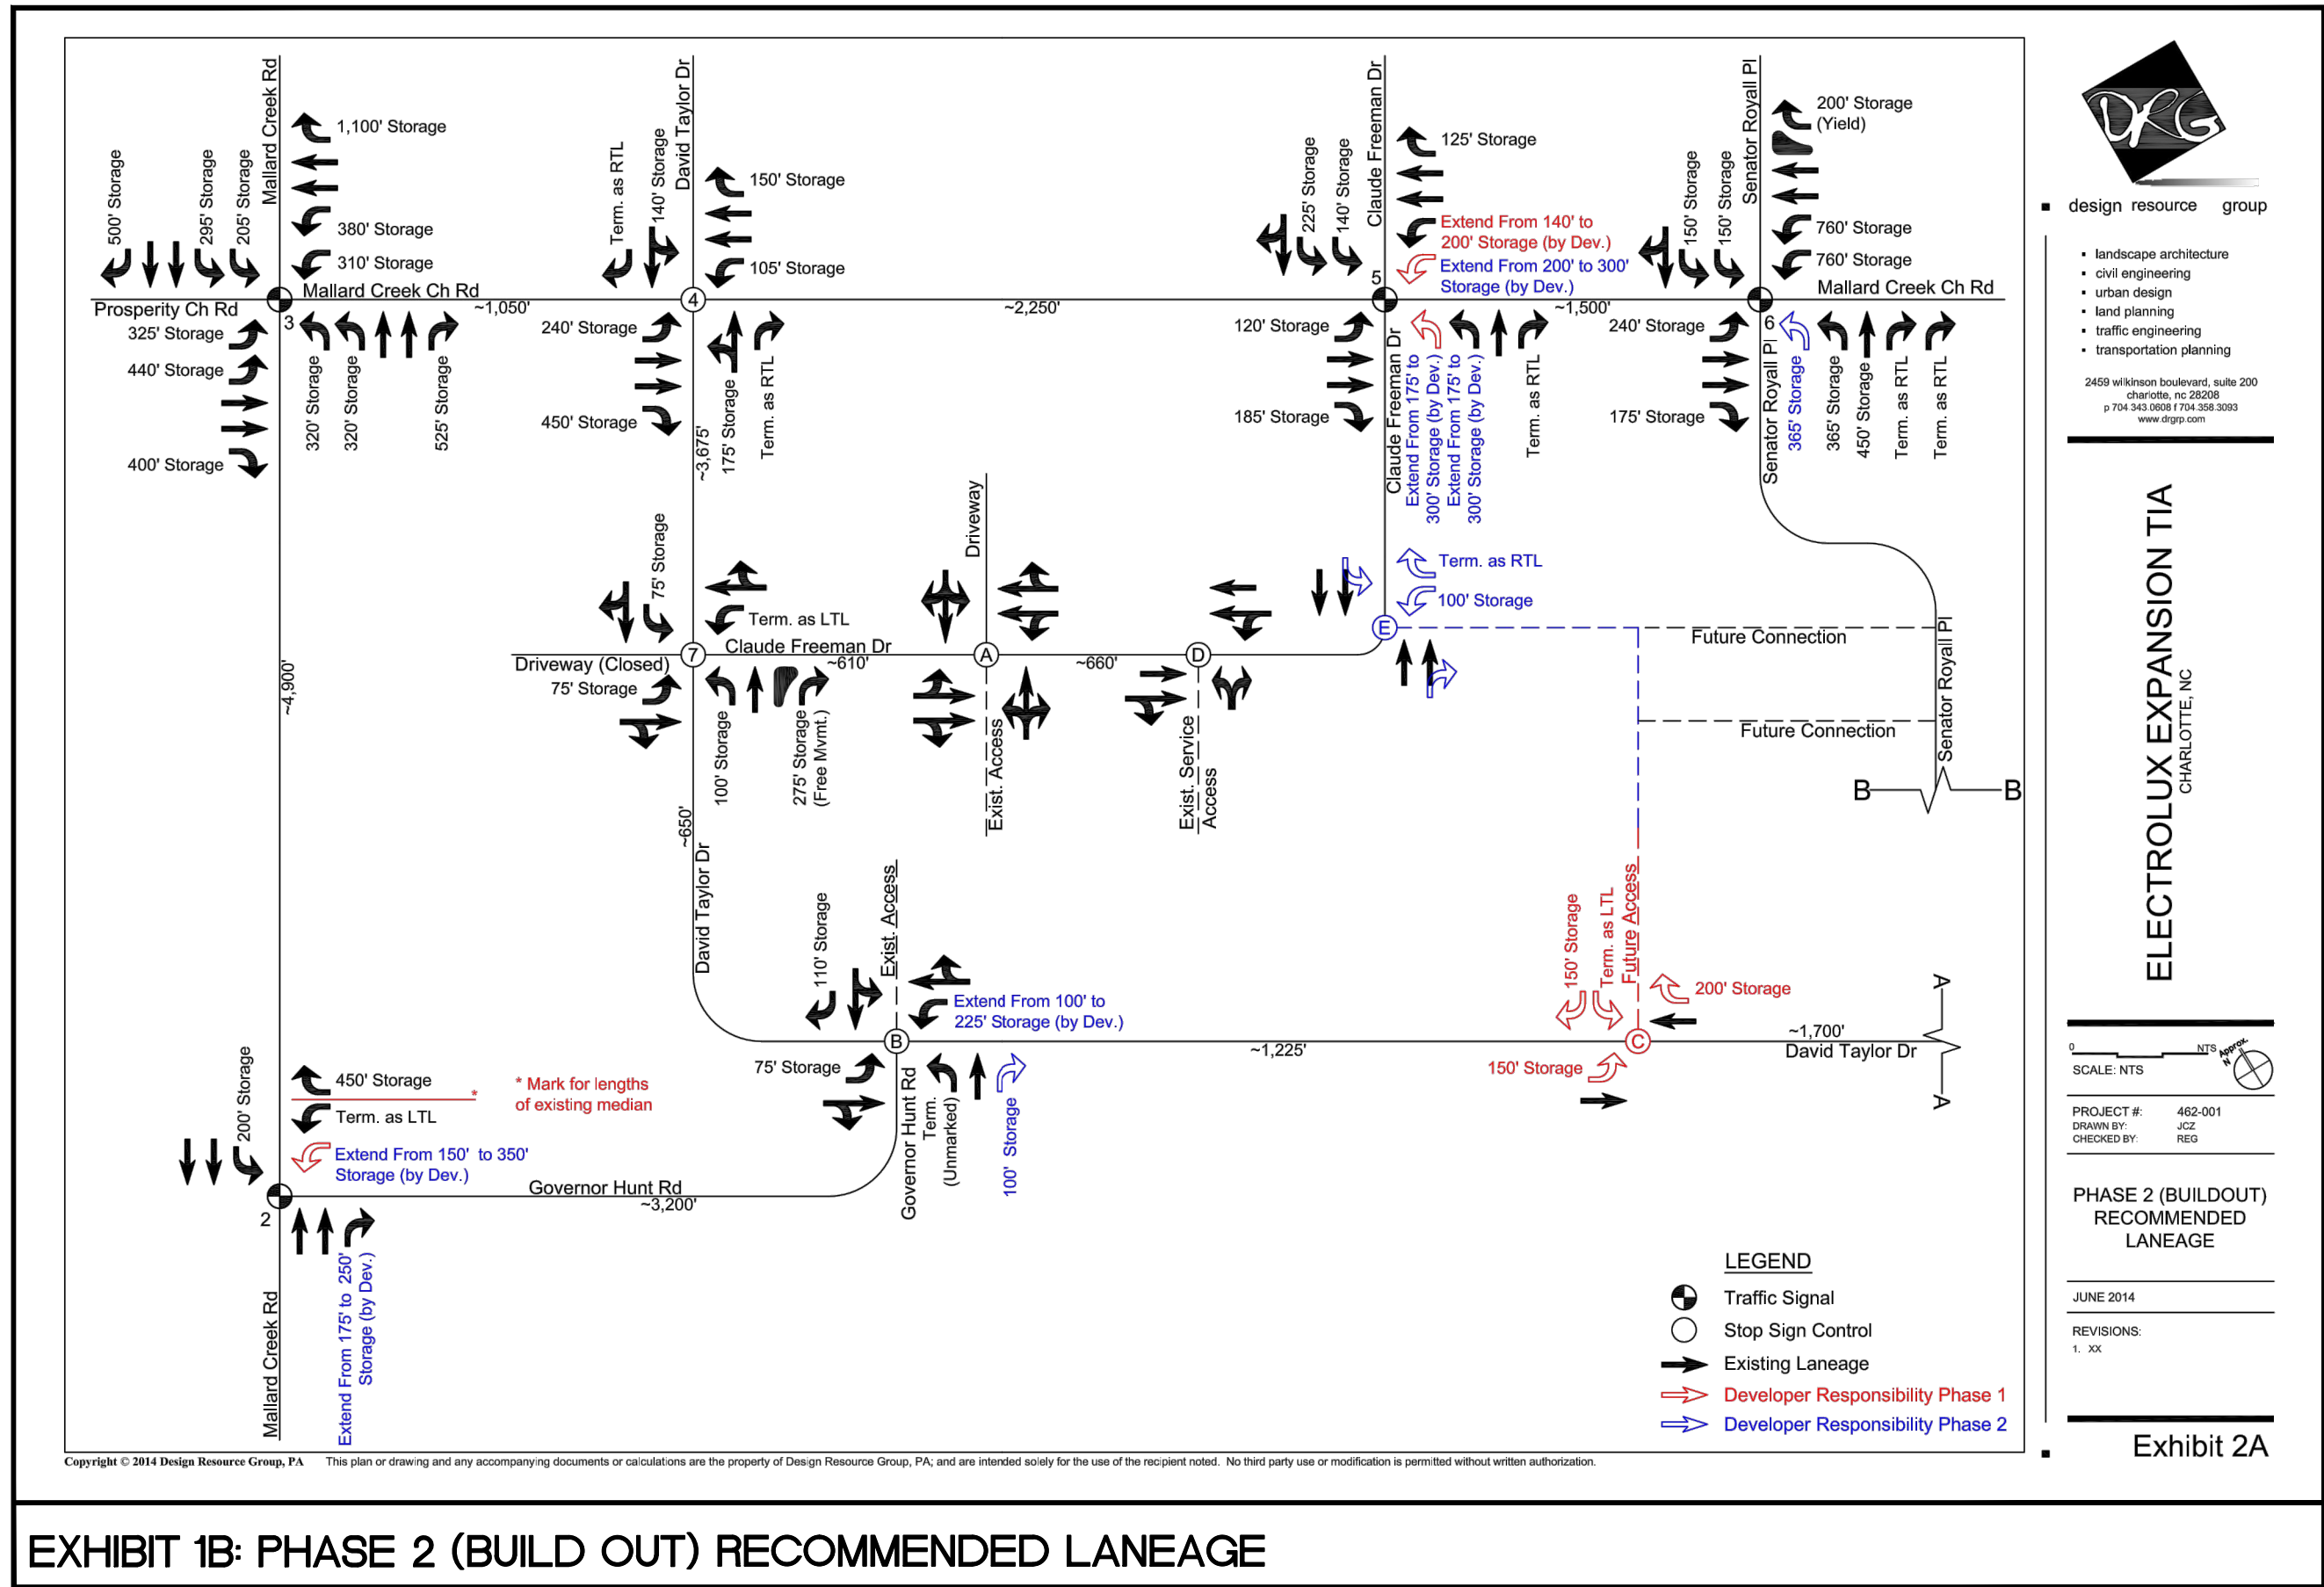 Mallard Creek Rd
500' Storage
295' Storage
205' Storage
1,100' Storage
380' Storage
310' Storage
Mallard Creek Ch Rd
Prosperity Ch Rd
3
325' Storage
440' Storage
400' Storage
320' Storage
320' Storage
525' Storage
~1,050'
David Taylor Dr
Term. as RTL
140' Storage
150' Storage
105' Storage
4
240' Storage
450' Storage
~3,675'
175' Storage
Term. as RTL
~2,250'
Claude Freeman Dr
225' Storage
140' Storage
125' Storage
Extend From 140' to
200' Storage (by Dev.)
Extend From 200' to 300'
Storage (by Dev.)
5
120' Storage
185' Storage
Claude Freeman Dr
Extend From 175' to
300' Storage (by Dev.)
Extend From 175' to
300' Storage (by Dev.)
Term. as RTL
~1,500'
Senator Royall Pl
150' Storage
150' Storage
200' Storage
(Yield)
760' Storage
760' Storage
Mallard Creek Ch Rd
6
240' Storage
175' Storage
Senator Royall Pl
365' Storage
365' Storage
450' Storage
Term. as RTL
Term. as RTL
~4,900'
75' Storage
Term. as LTL
Claude Freeman Dr
Driveway (Closed)
7
75' Storage
~610'
100' Storage
275' Storage
(Free Mvmt.)
Driveway
A
Exist. Access
~660'
D
Exist. Service
Access
Term. as RTL
100' Storage
E
Future Connection
Future Connection
Senator Royall Pl
B
B
~650'
David Taylor Dr
110' Storage
Exist. Access
Extend From 100' to
225' Storage (by Dev.)
B
75' Storage
Governor Hunt Rd
Term.
(Unmarked)
100' Storage
~1,225'
150' Storage
Term. as LTL
Future Access
200' Storage
C
150' Storage
~1,700'
David Taylor Dr
A
A
200' Storage
450' Storage
*
Term. as LTL
* Mark for lengths
of existing median
Extend From 150' to 350'
Storage (by Dev.)
Governor Hunt Rd
~3,200'
2
Mallard Creek Rd
Extend From 175' to 250'
Storage (by Dev.)
LEGEND
Traffic Signal
Stop Sign Control
Existing Laneage
Developer Responsibility Phase 1
Developer Responsibility Phase 2
Copyright © 2014 Design Resource Group, PA
This plan or drawing and any accompanying documents or calculations are the property of Design Resource Group, PA; and are intended solely for the use of the recipient noted. No third party use or modification is permitted without written authorization.
DRG
design resource group
▪ landscape architecture
▪ civil engineering
▪ urban design
▪ land planning
▪ traffic engineering
▪ transportation planning
2459 wilkinson boulevard, suite 200
charlotte, nc 28208
p 704.343.0608 f 704.358.3093
www.drgrp.com
ELECTROLUX EXPANSION TIA
CHARLOTTE, NC
0
NTS
Approx.
N
SCALE: NTS
PROJECT #: 462-001
DRAWN BY: JCZ
CHECKED BY: REG
PHASE 2 (BUILDOUT)
RECOMMENDED
LANEAGE
JUNE 2014
REVISIONS:
1. XX
Exhibit 2A
EXHIBIT 1B: PHASE 2 (BUILD OUT) RECOMMENDED LANEAGE